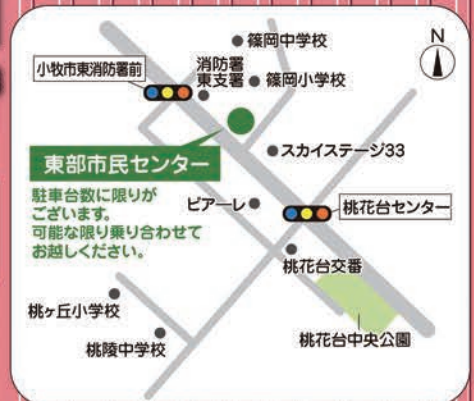 N
篠岡中学校
小牧市東消防署前
消防署
東支署
篠岡小学校
東部市民センター
スカイステージ33
駐車台数に限りが
ございます。
可能な限り乗り合わせて
お越しください。
ピアーレ
桃花台センター
桃花台交番
桃ヶ丘小学校
桃陵中学校
桃花台中央公園